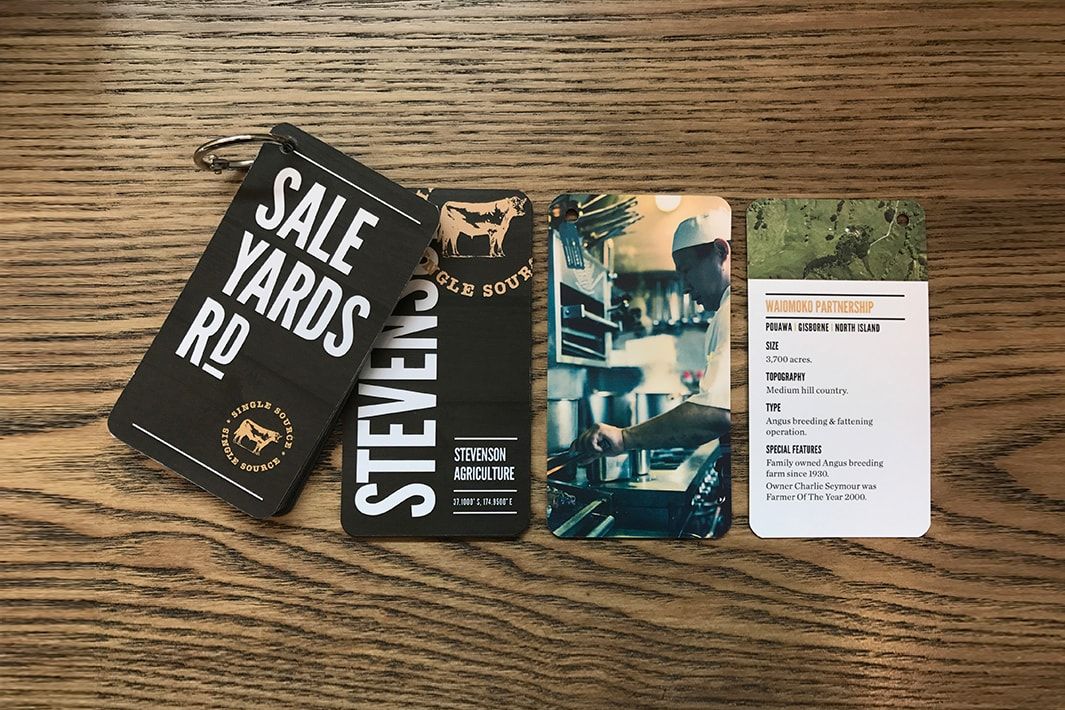 SALE
YARDS
RD
SINGLE SOURCE • SINGLE SOURCE •
STEVENS
SINGLE SOUR
STEVENSON
AGRICULTURE
37.1000° S, 174.9500° E
WAIOMOKO PARTNERSHIP
POUAWA | GISBORNE | NORTH ISLAND
SIZE
3,700 acres.
TOPOGRAPHY
Medium hill country.
TYPE
Angus breeding & fattening
operation.
SPECIAL FEATURES
Family owned Angus breeding
farm since 1930.
Owner Charlie Seymour was
Farmer Of The Year 2000.